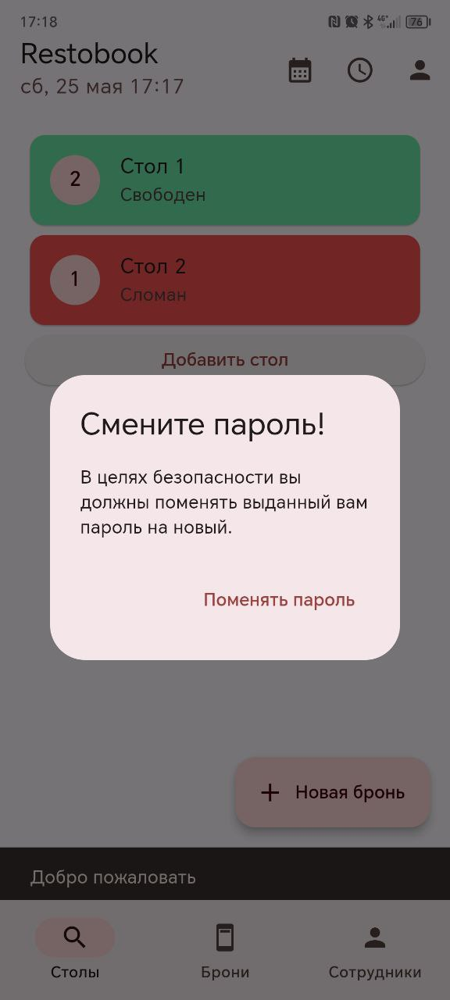 17:18
4G+
76
Restobook
сб, 25 мая 17:17
2
Стол 1
Свободен
1
Стол 2
Сломан
Добавить стол
Смените пароль!
В целях безопасности вы
должны поменять выданный вам
пароль на новый.
Поменять пароль
Новая бронь
Добро пожаловать
Столы
Брони
Сотрудники